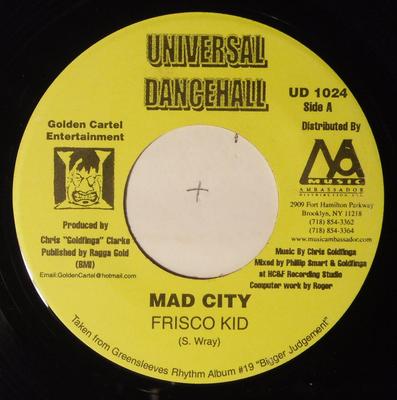 UNIVERSAL
DANCEHALL
UD 1024
Side A
Golden Cartel
Entertainment
Distributed By
MUSIC
AMBASSADOR
2909 Fort Hamilton Parkway
Brooklyn, NY 11218
(718) 854-3362
(718) 854-3364
www.musicambassador.com
Produced by
Chris "Goldfinga" Clarke
Published by Ragga Gold
(BMI)
Email:GoldenCartel@hotmail.com
Music By Chris Goldfinga
Mixed by Phillip Smart & Goldfinga
at HC&F Recording Studio
Computer work by Roger
MAD CITY
FRISCO KID
(S. Wray)
Taken from Greensleeves Rhythm Album #19 "Bigger Judgement"